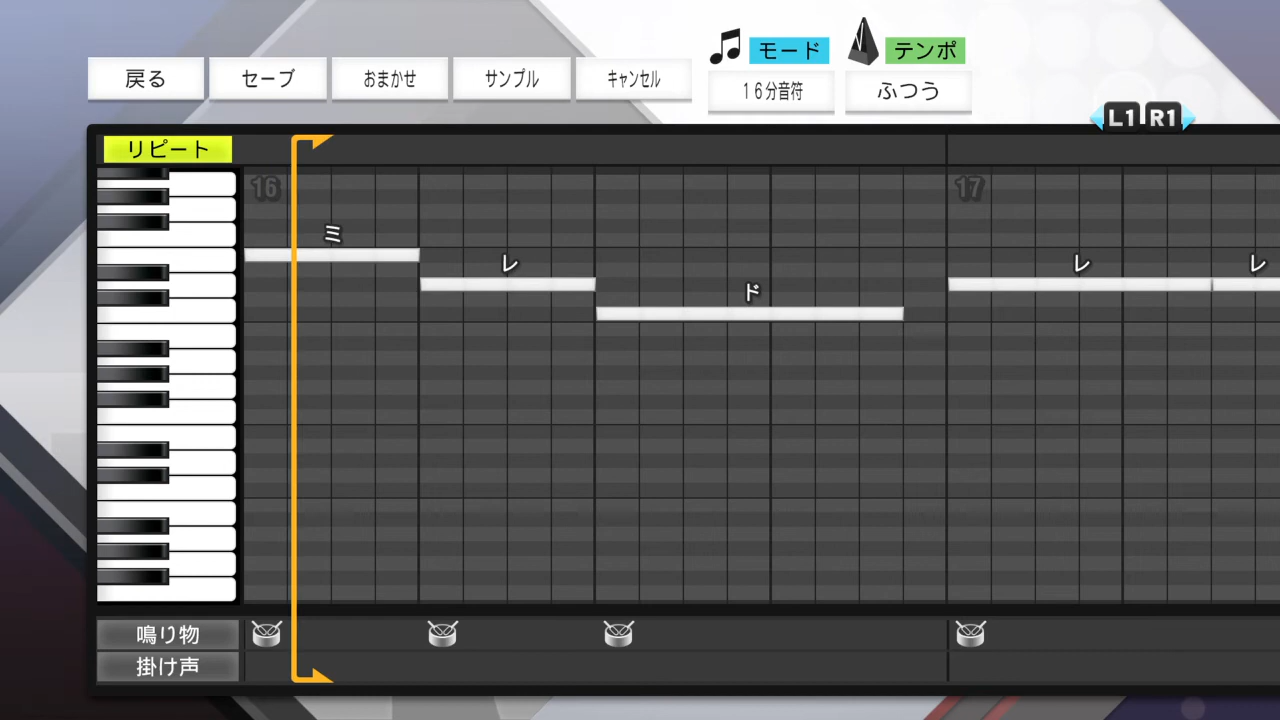 モード テンポ
戻る セーブ おまかせ サンプル キャンセル 16分音符 ふつう
L1 R1
リピート
16 17
ミ
レ レ レ
ド
鳴り物
掛け声